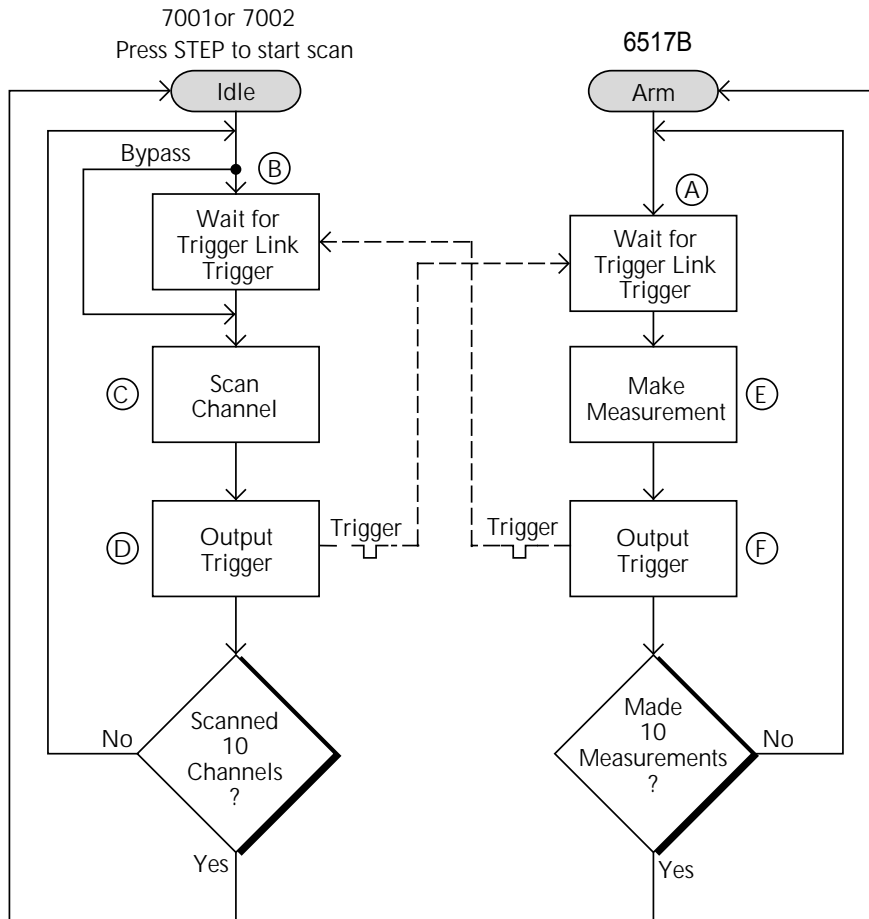 7001or 7002
Press STEP to start scan
Idle
Bypass
B
Wait for
Trigger Link
Trigger
C
Scan
Channel
D
Output
Trigger
Trigger
Scanned
10
Channels
?
No
Yes
6517B
Arm
A
Wait for
Trigger Link
Trigger
Make
Measurement
E
Trigger
Output
Trigger
F
Made
10
Measurements
?
No
Yes